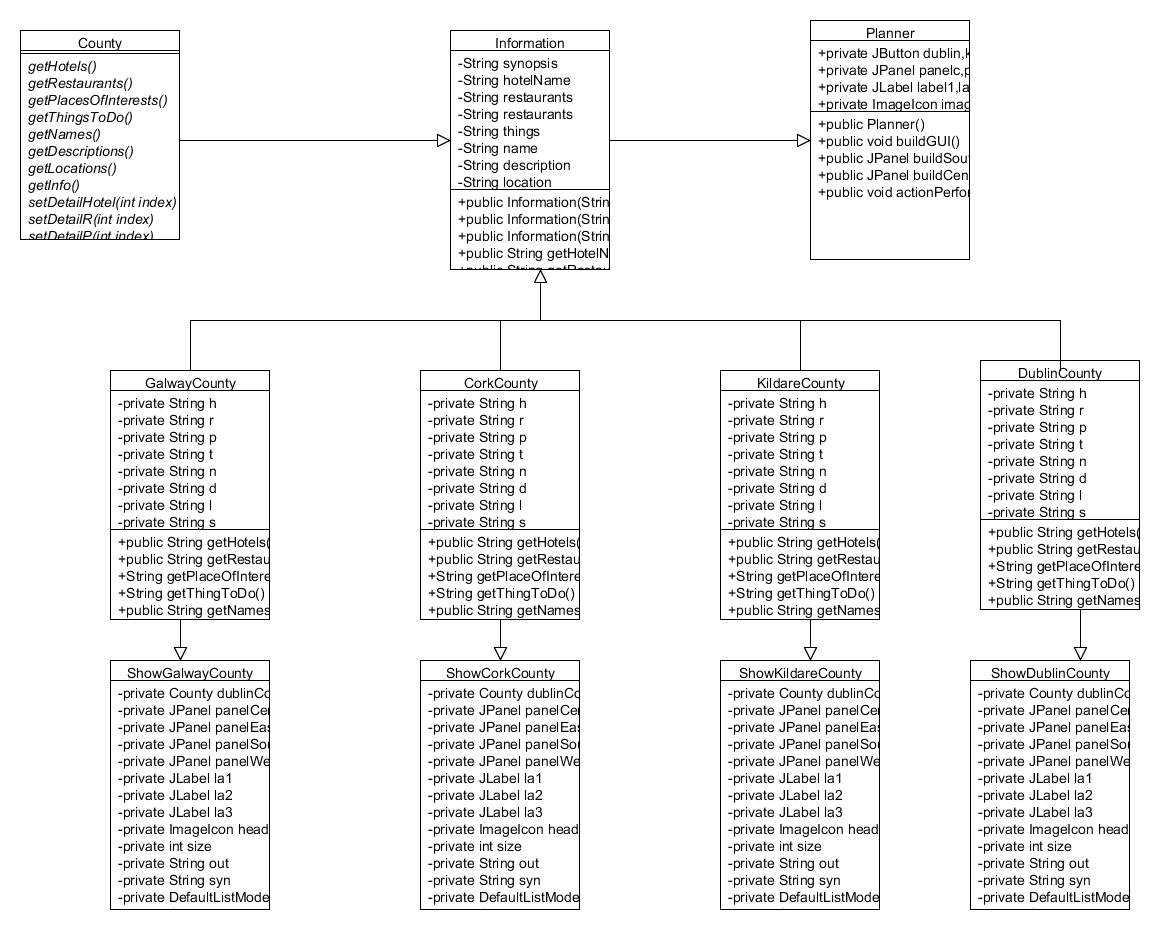 County
getHotels()
getRestaurants()
getPlacesOfInterests()
getThingsToDo()
getNames()
getDescriptions()
getLocations()
getInfo()
setDetailHotel(int index)
setDetailR(int index)
setDetailP(int index)
Information
-String synopsis
-String hotelName
-String restaurants
-String restaurants
-String things
-String name
-String description
-String location
+public Information(Strin
+public Information(Strin
+public Information(Strin
+public String getHotelN
+public String getRestau
Planner
+private JButton dublin,k
+private JPanel panelc,p
+private JLabel label1,la
+private ImageIcon imag
+public Planner()
+public void buildGUI()
+public JPanel buildSout
+public JPanel buildCen
+public void actionPerfor
GalwayCounty
-private String h
-private String r
-private String p
-private String t
-private String n
-private String d
-private String l
-private String s
+public String getHotels(
+public String getRestau
+String getPlaceOfIntere
+String getThingToDo()
+public String getNames
CorkCounty
-private String h
-private String r
-private String p
-private String t
-private String n
-private String d
-private String l
-private String s
+public String getHotels(
+public String getRestau
+String getPlaceOfIntere
+String getThingToDo()
+public String getNames
KildareCounty
-private String h
-private String r
-private String p
-private String t
-private String n
-private String d
-private String l
-private String s
+public String getHotels(
+public String getRestau
+String getPlaceOfIntere
+String getThingToDo()
+public String getNames
DublinCounty
-private String h
-private String r
-private String p
-private String t
-private String n
-private String d
-private String l
-private String s
+public String getHotels(
+public String getRestau
+String getPlaceOfIntere
+String getThingToDo()
+public String getNames
ShowGalwayCounty
-private County dublinCo
-private JPanel panelCer
-private JPanel panelEas
-private JPanel panelSou
-private JPanel panelWe
-private JLabel la1
-private JLabel la2
-private JLabel la3
-private ImageIcon head
-private int size
-private String out
-private String syn
-private DefaultListMode
ShowCorkCounty
-private County dublinCo
-private JPanel panelCer
-private JPanel panelEas
-private JPanel panelSou
-private JPanel panelWe
-private JLabel la1
-private JLabel la2
-private JLabel la3
-private ImageIcon head
-private int size
-private String out
-private String syn
-private DefaultListMode
ShowKildareCounty
-private County dublinCo
-private JPanel panelCer
-private JPanel panelEas
-private JPanel panelSou
-private JPanel panelWe
-private JLabel la1
-private JLabel la2
-private JLabel la3
-private ImageIcon head
-private int size
-private String out
-private String syn
-private DefaultListMode
ShowDublinCounty
-private County dublinCo
-private JPanel panelCer
-private JPanel panelEas
-private JPanel panelSou
-private JPanel panelWe
-private JLabel la1
-private JLabel la2
-private JLabel la3
-private ImageIcon head
-private int size
-private String out
-private String syn
-private DefaultListMode